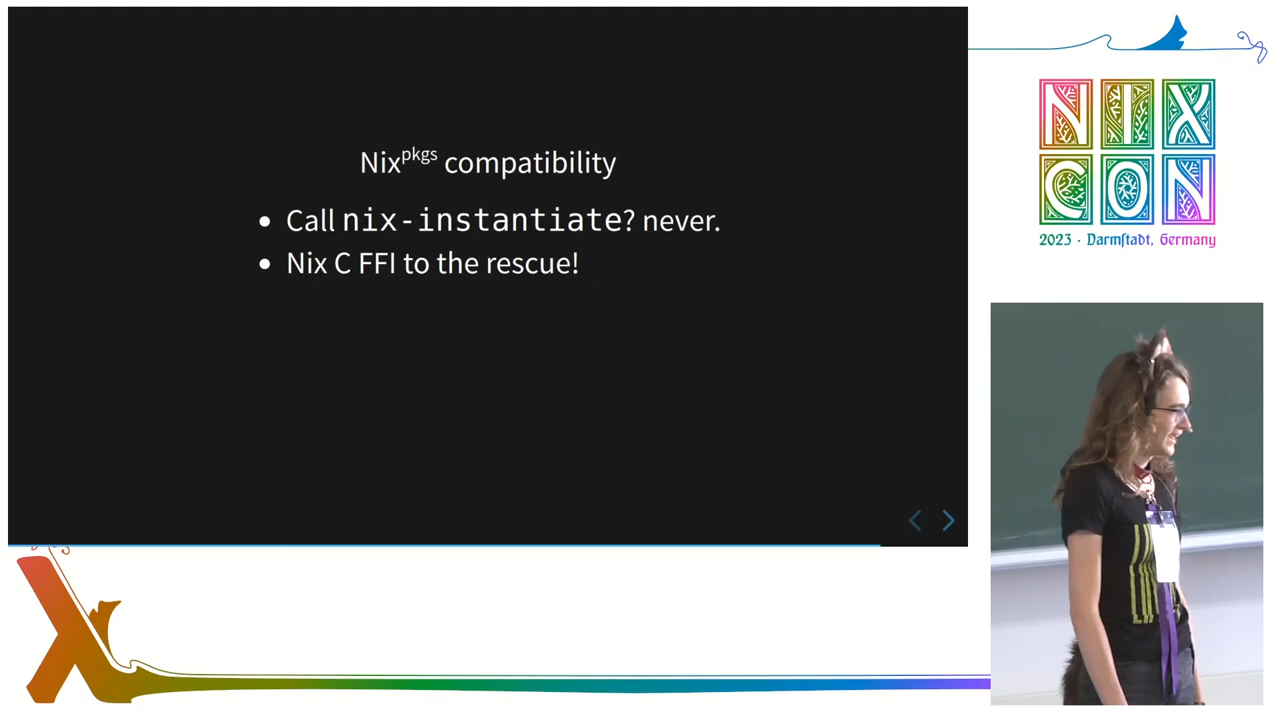 Nixpkgs compatibility
• Call nix-instantiate? never.
• Nix C FFI to the rescue!
NIX
CON
2023 · Darmſtadt, Germany